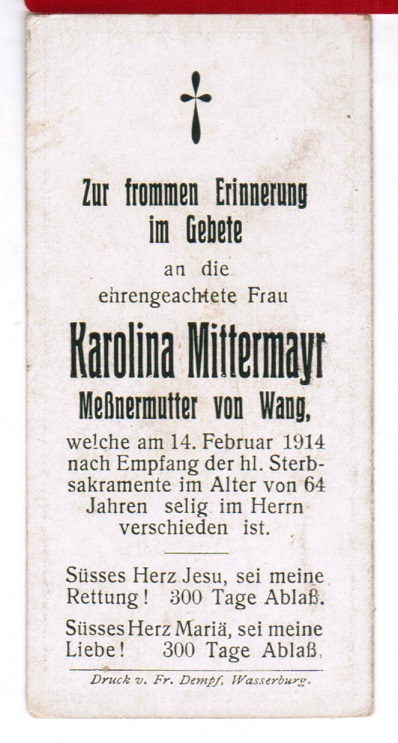 Zur frommen Erinnerung
im Gebete
an die
ehrengeachtete Frau
Karolina Mittermayr
Meßnermutter von Wang,
welche am 14. Februar 1914
nach Empfang der hl. Sterb-
sakramente im Alter von 64
Jahren selig im Herrn
verschieden ist.
Süsses Herz Jesu, sei meine
Rettung! 300 Tage Ablaß.
Süsses Herz Mariä, sei meine
Liebe! 300 Tage Ablaß.
Druck v. Fr. Dempf, Wasserburg.